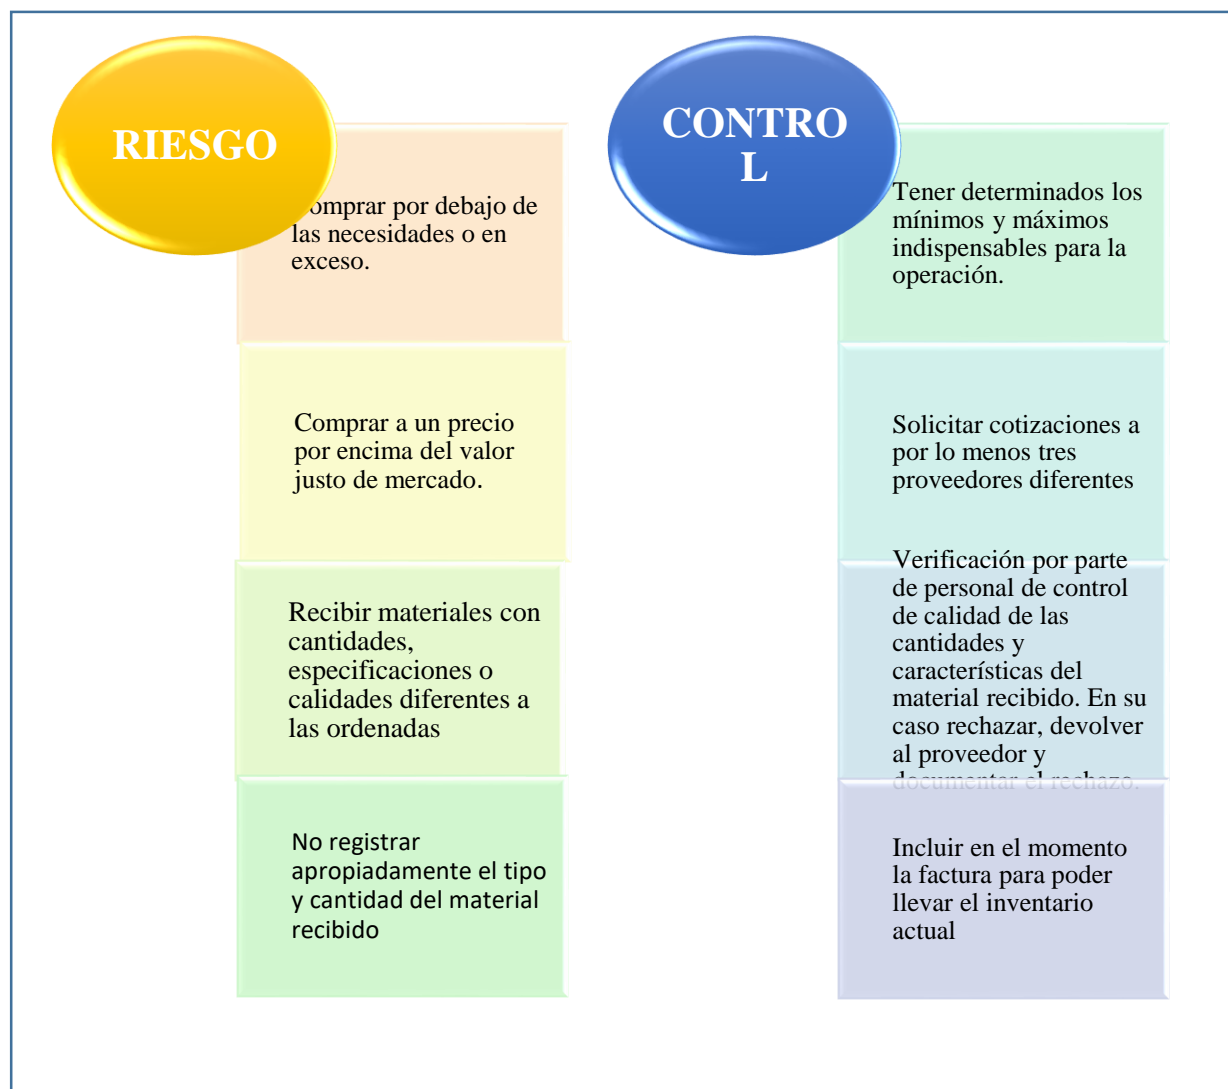 RIESGO
Comprar por debajo de
las necesidades o en
exceso.
Comprar a un precio
por encima del valor
justo de mercado.
Recibir materiales con
cantidades,
especificaciones o
calidades diferentes a
las ordenadas
No registrar
apropiadamente el tipo
y cantidad del material
recibido
CONTRO
L
Tener determinados los
mínimos y máximos
indispensables para la
operación.
Solicitar cotizaciones a
por lo menos tres
proveedores diferentes
Verificación por parte
de personal de control
de calidad de las
cantidades y
características del
material recibido. En su
caso rechazar, devolver
al proveedor y
documentar el rechazo.
Incluir en el momento
la factura para poder
llevar el inventario
actual